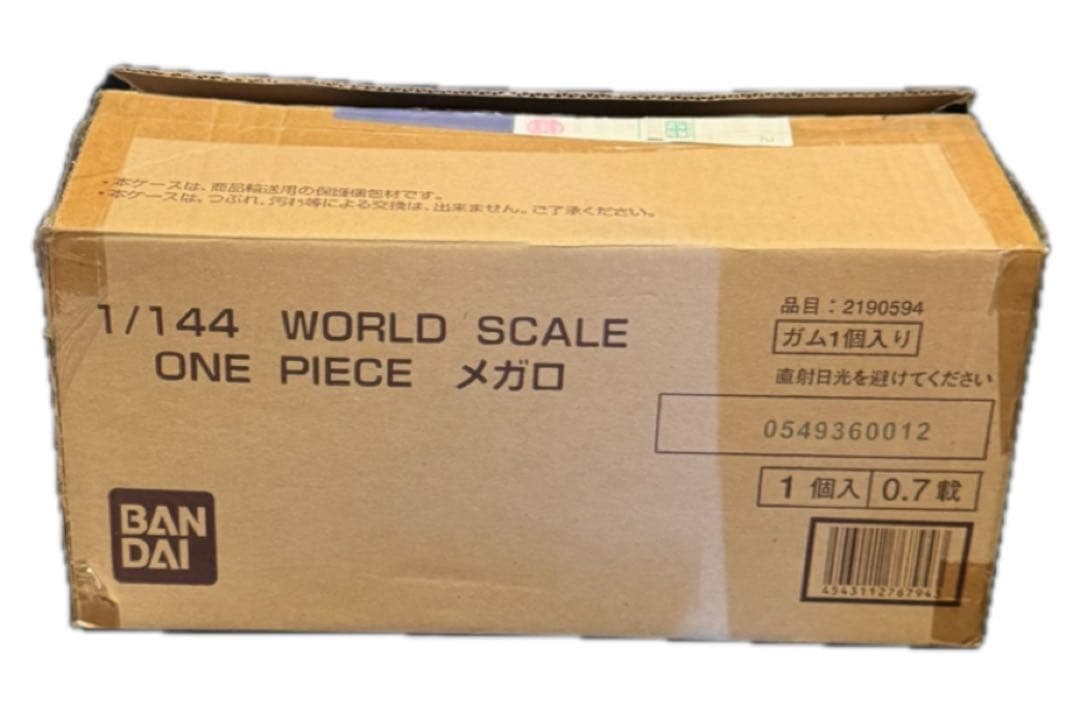 ・本ケースは、商品輸送用の保護梱包材です。
・本ケースは、つぶれ、汚れ等による交換は、出来ません。ご了承ください。
1/144 WORLD SCALE
ONE PIECE メガロ
品目：2190594
ガム1個入り
直射日光を避けてください
0549360012
1個入 0.7載
BAN
DAI